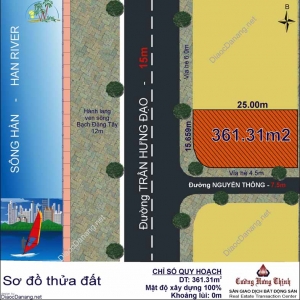 DiaocDanang.net
B
SÔNG HÀN - HAN RIVER
Hành lang
ven sông
Bạch Đằng Tây
12m
Đường TRẦN HƯNG ĐẠO - 15m
Vỉa hè 6.0m
25.00m
15.659m
361.31m2
Vỉa hè 4.5m
Đường NGUYỄN THÔNG - 7.5m
DiaocDanang.net
Sơ đồ thửa đất
CHỈ SỐ QUY HOẠCH
DT: 361.31m²
Mật độ xây dựng 100%
Khoảng lùi: 0m
Cường Hưng Thịnh
SÀN GIAO DỊCH BẤT ĐỘNG SẢN
Real Estate Transaction Center